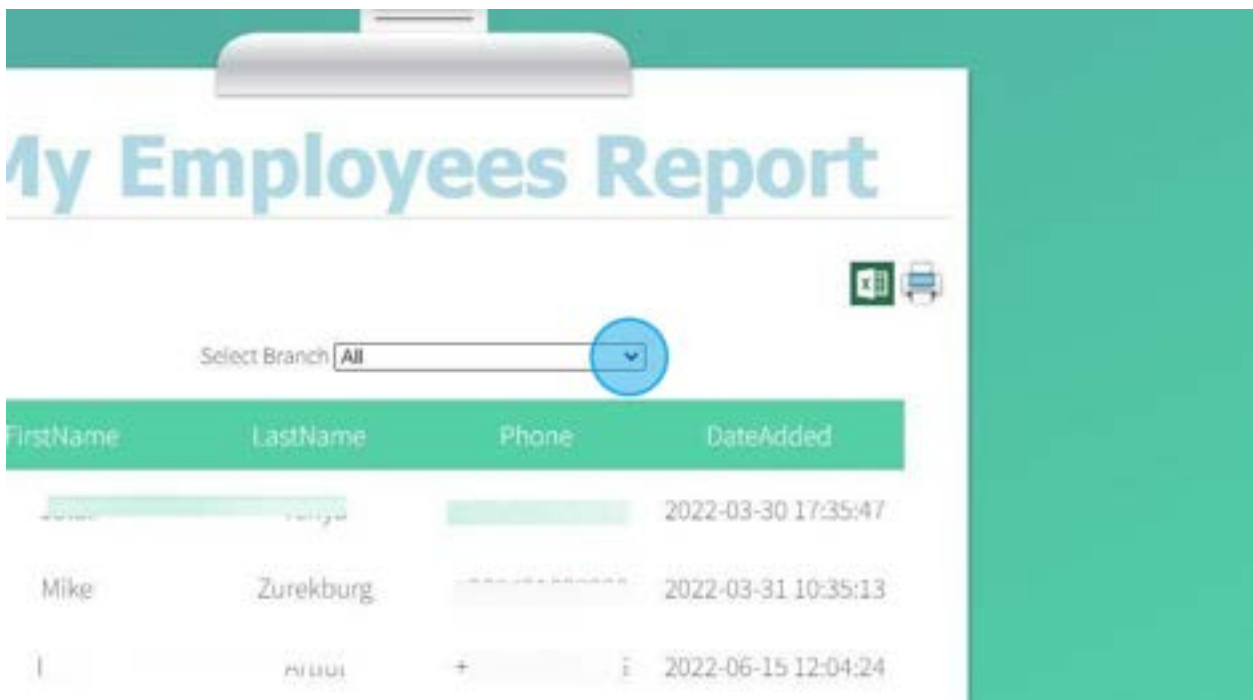 My Employees Report
Select Branch All
FirstName LastName Phone DateAdded
2022-03-30 17:35:47
Mike Zurekburg 2022-03-31 10:35:13
+ 2022-06-15 12:04:24